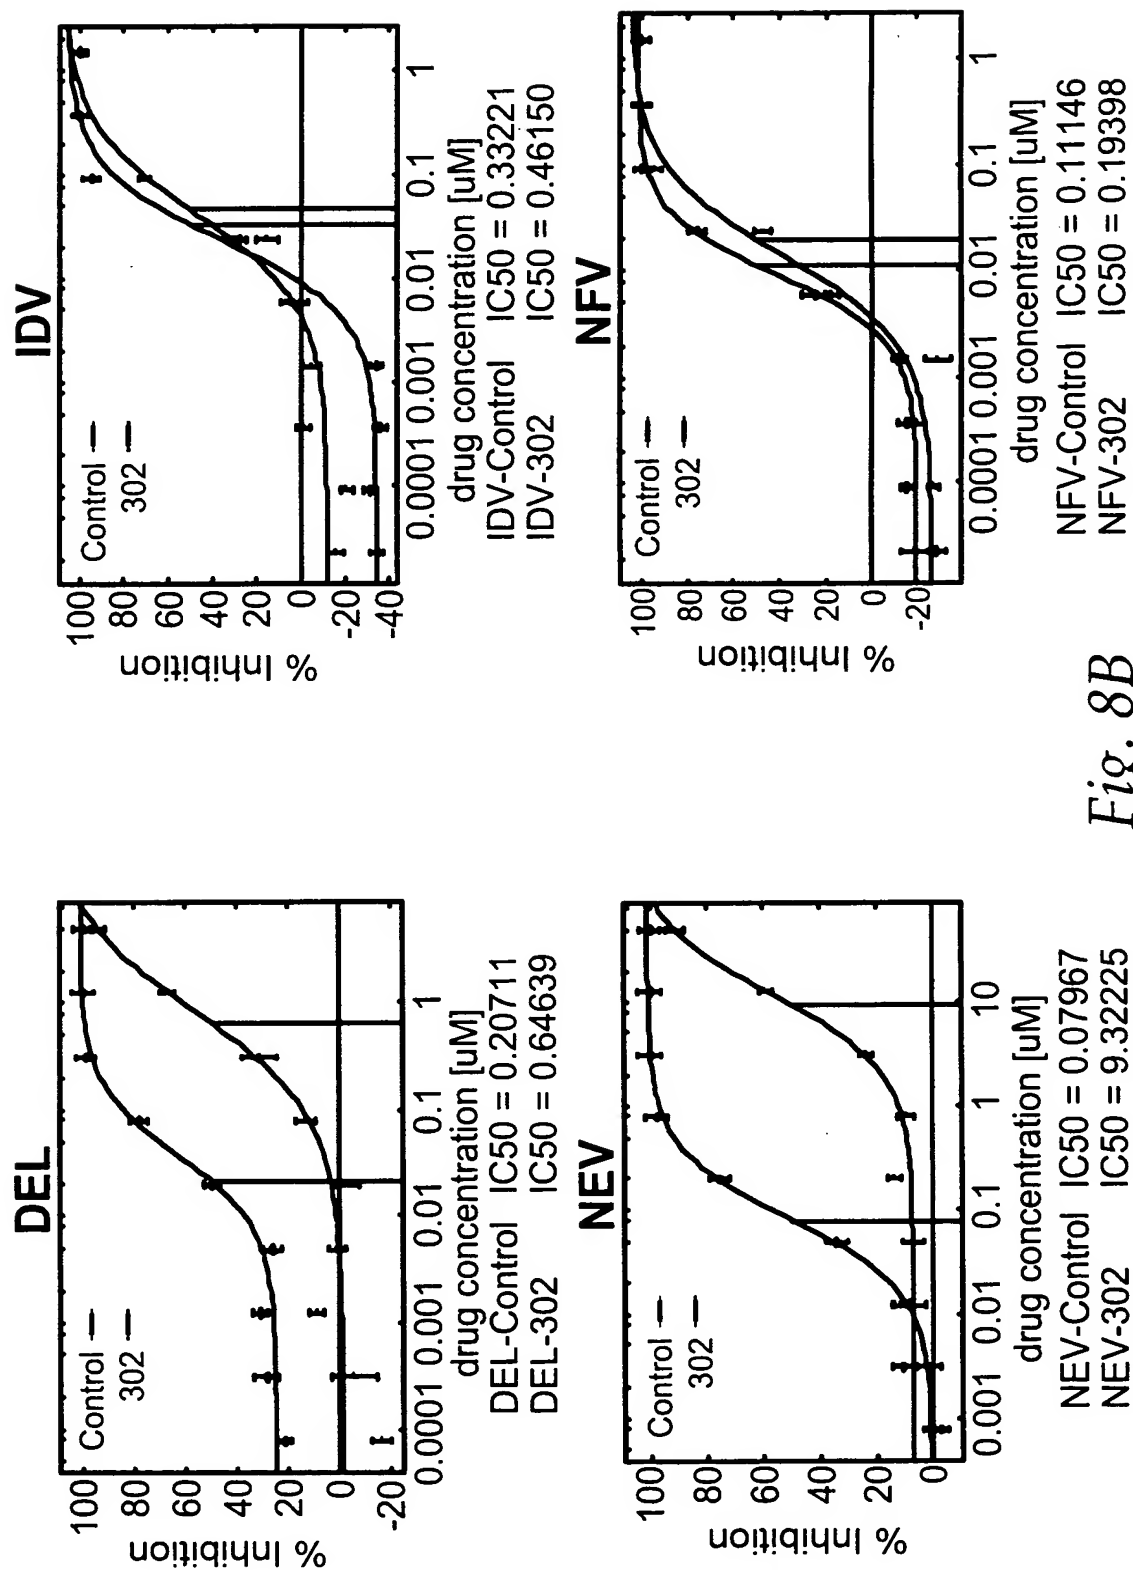 DEL
Control
302
% Inhibition
100
80
60
40
20
0
-20
0.0001 0.001 0.01 0.1 1
drug concentration [uM]
DEL-Control IC50 = 0.20711
DEL-302 IC50 = 0.64639
IDV
Control
302
% Inhibition
100
80
60
40
20
0
-20
-40
0.0001 0.001 0.01 0.1 1
drug concentration [uM]
IDV-Control IC50 = 0.33221
IDV-302 IC50 = 0.46150
NEV
Control
302
% Inhibition
100
80
60
40
20
0
0.001 0.01 0.1 1 10
drug concentration [uM]
NEV-Control IC50 = 0.07967
NEV-302 IC50 = 9.32225
NFV
Control
302
% Inhibition
100
80
60
40
20
0
-20
0.0001 0.001 0.01 0.1 1
drug concentration [uM]
NFV-Control IC50 = 0.11146
NFV-302 IC50 = 0.19398
Fig. 8B